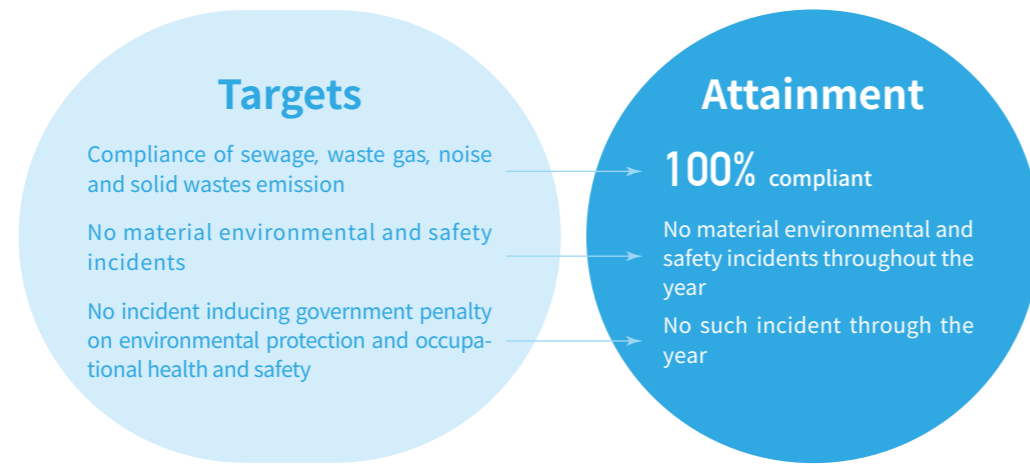 Targets
Compliance of sewage, waste gas, noise
and solid wastes emission
No material environmental and safety
incidents
No incident inducing government penalty
on environmental protection and occupa-
tional health and safety
Attainment
100% compliant
No material environmental and
safety incidents throughout the
year
No such incident through the
year